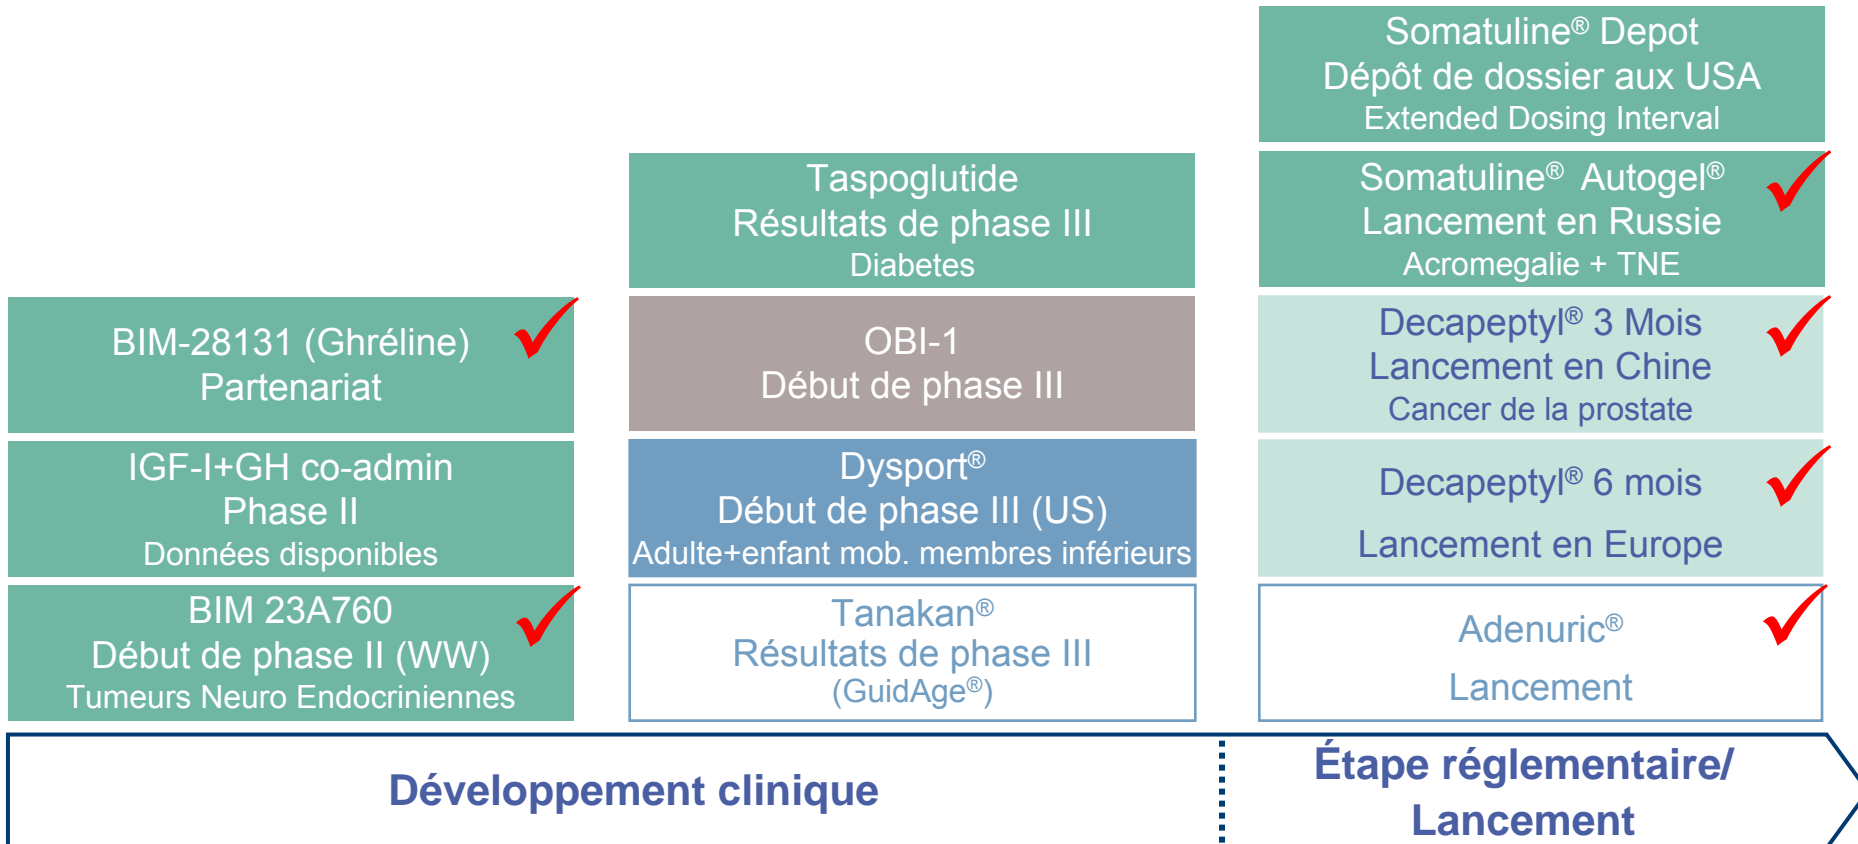 BIM-28131 (Ghréline)
Partenariat
IGF-I+GH co-admin
Phase II
Données disponibles
BIM 23A760
Début de phase II (WW)
Tumeurs Neuro Endocriniennes
Taspoglutide
Résultats de phase III
Diabetes
OBI-1
Début de phase III
Dysport®
Début de phase III (US)
Adulte+enfant mob. membres inférieurs
Tanakan®
Résultats de phase III
(GuidAge®)
Somatuline® Depot
Dépôt de dossier aux USA
Extended Dosing Interval
Somatuline® Autogel®
Lancement en Russie
Acromegalie + TNE
Decapeptyl® 3 Mois
Lancement en Chine
Cancer de la prostate
Decapeptyl® 6 mois
Lancement en Europe
Adenuric®
Lancement
Développement clinique
Étape réglementaire/
Lancement